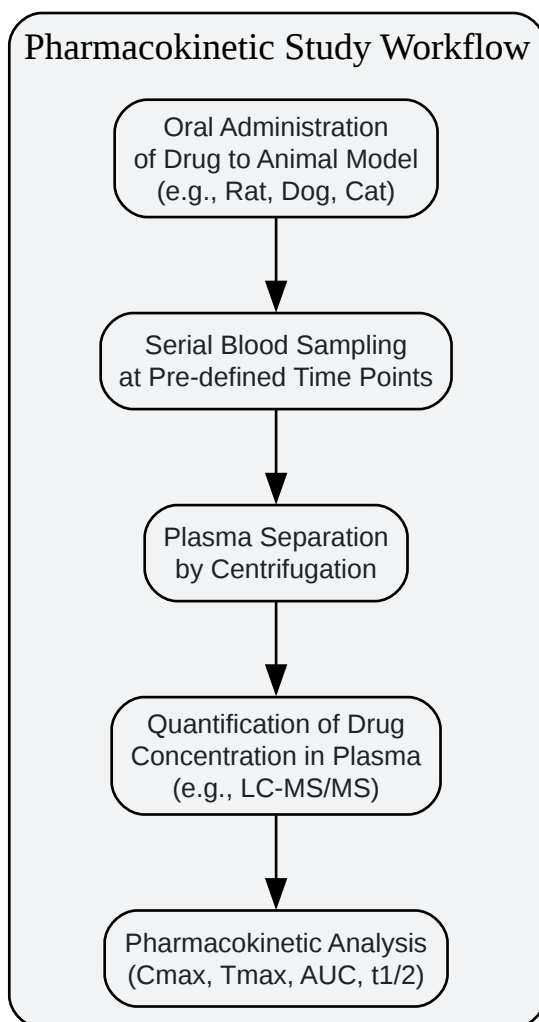 Pharmacokinetic Study Workflow
Oral Administration
of Drug to Animal Model
(e.g., Rat, Dog, Cat)
Serial Blood Sampling
at Pre-defined Time Points
Plasma Separation
by Centrifugation
Quantification of Drug
Concentration in Plasma
(e.g., LC-MS/MS)
Pharmacokinetic Analysis
(Cmax, Tmax, AUC, t1/2)